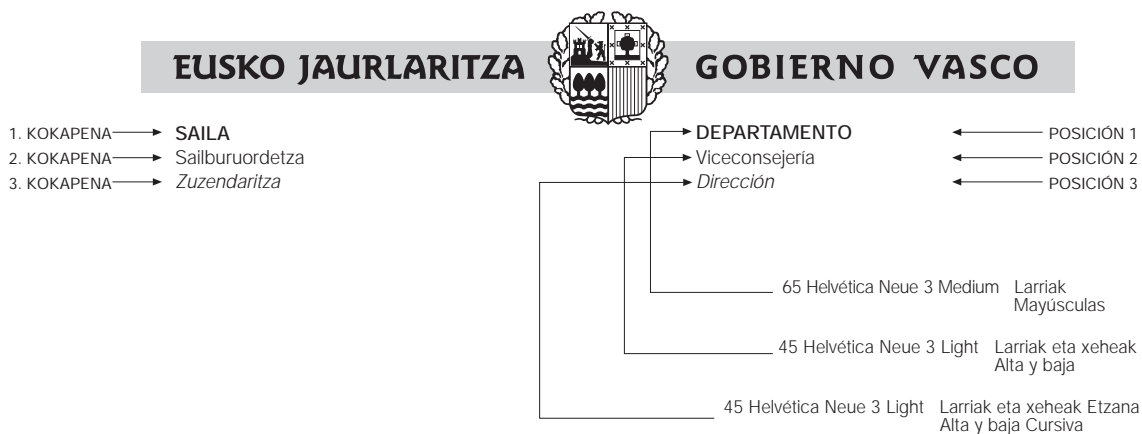 EUSKO JAURLARITZA GOBIERNO VASCO
1. KOKAPENA SAILA DEPARTAMENTO POSICIÓN 1
2. KOKAPENA Sailburuordetza Viceconsejería POSICIÓN 2
3. KOKAPENA Zuzendaritza Dirección POSICIÓN 3
65 Helvética Neue 3 Medium Larriak
Mayúsculas
45 Helvética Neue 3 Light Larriak eta xeheak
Alta y baja
45 Helvética Neue 3 Light Larriak eta xeheak Etzana
Alta y baja Cursiva